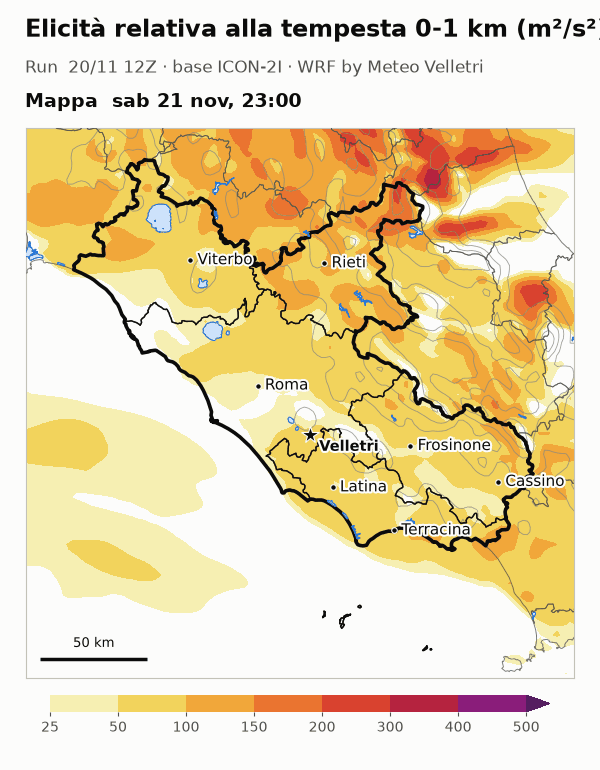 Elicità relativa alla tempesta 0-1 km (m²/s²)
Run 20/11 12Z · base ICON-2I · WRF by Meteo Velletri
Mappa sab 21 nov, 23:00
Viterbo
Rieti
Roma
Velletri
Frosinone
Cassino
Latina
Terracina
50 km
25 50 100 150 200 300 400 500